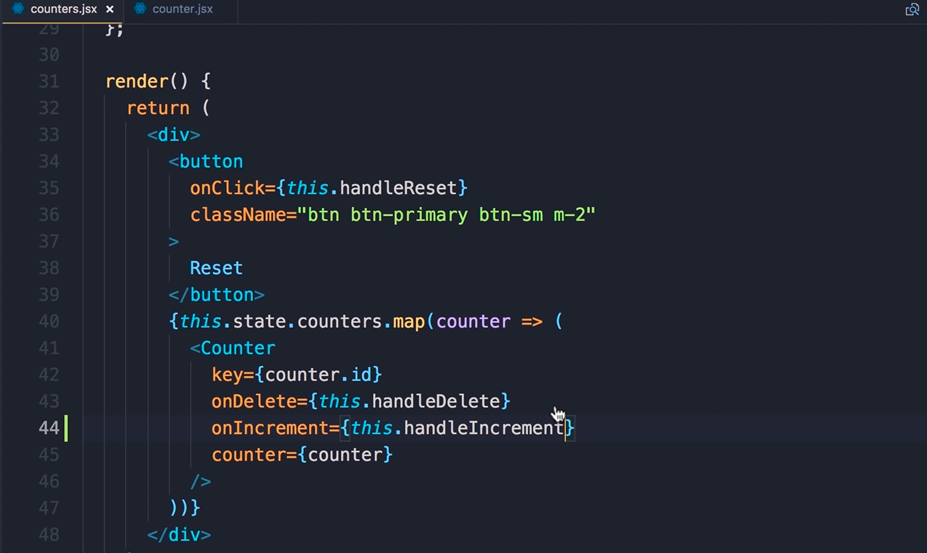 counters.jsx × counter.jsx
29 };
30
31 render() {
32 return (
33 <div>
34 <button
35 onClick={this.handleReset}
36 className="btn btn-primary btn-sm m-2"
37 >
38 Reset
39 </button>
40 {this.state.counters.map(counter => (
41 <Counter
42 key={counter.id}
43 onDelete={this.handleDelete}
44 onIncrement={this.handleIncrement}
45 counter={counter}
46 />
47 ))}
48 </div>